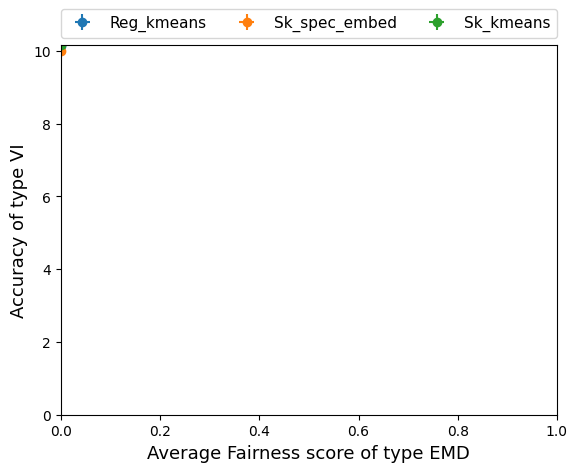 Reg_kmeans Sk_spec_embed Sk_kmeans
10
8
6
4
2
0
Accuracy of type VI
0.0 0.2 0.4 0.6 0.8 1.0
Average Fairness score of type EMD